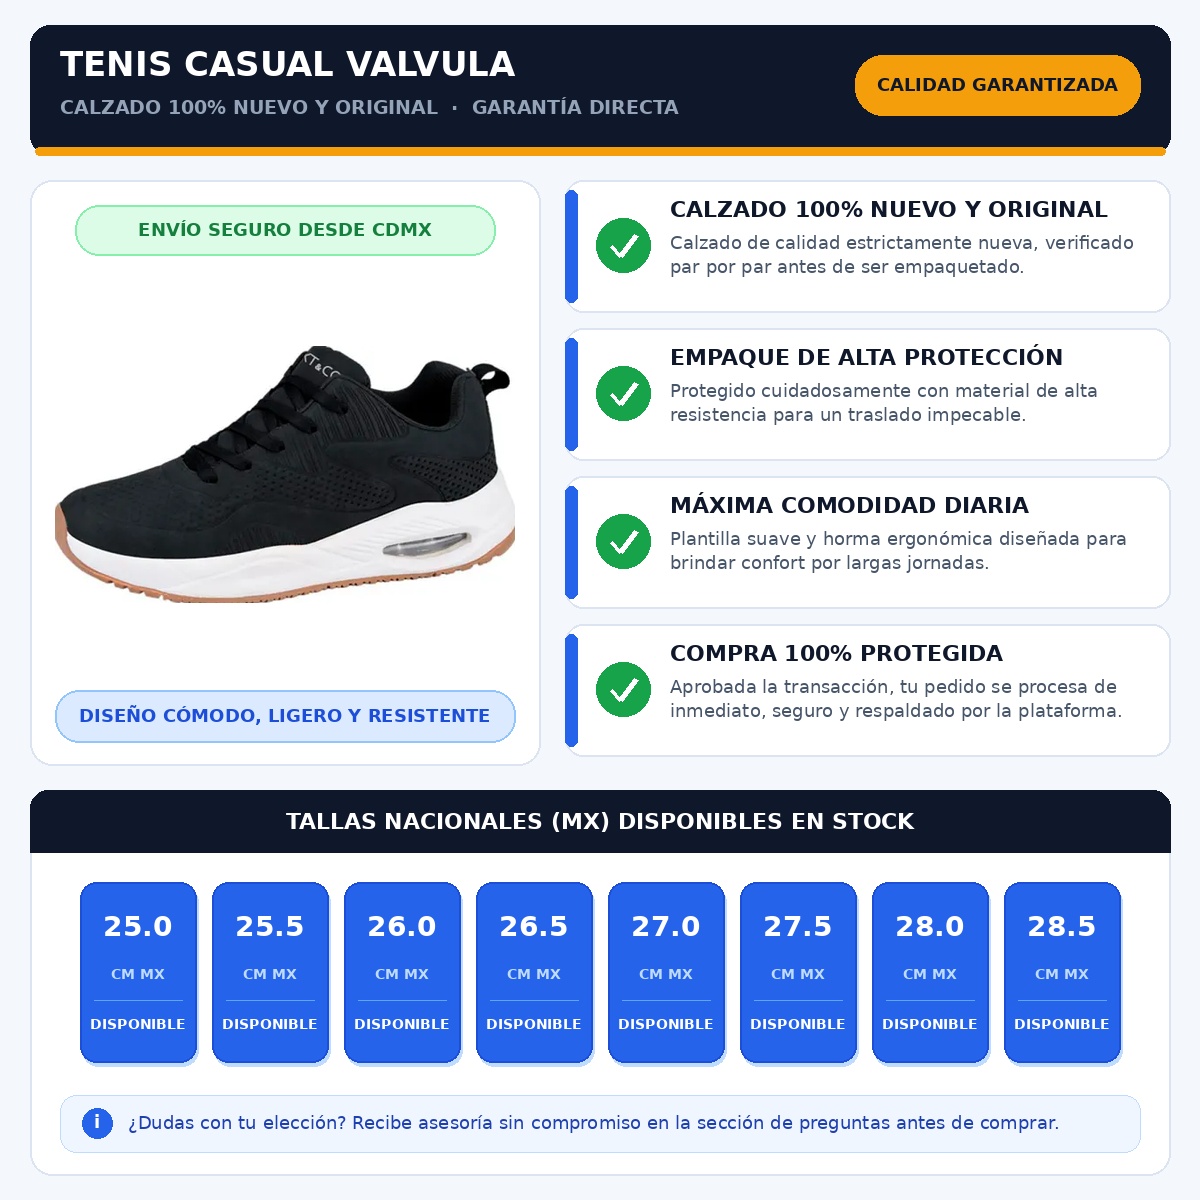 TENIS CASUAL VALVULA
CALZADO 100% NUEVO Y ORIGINAL · GARANTÍA DIRECTA
CALIDAD GARANTIZADA
ENVÍO SEGURO DESDE CDMX
DISEÑO CÓMODO, LIGERO Y RESISTENTE
CALZADO 100% NUEVO Y ORIGINAL
Calzado de calidad estrictamente nueva, verificado
par por par antes de ser empaquetado.
EMPAQUE DE ALTA PROTECCIÓN
Protegido cuidadosamente con material de alta
resistencia para un traslado impecable.
MÁXIMA COMODIDAD DIARIA
Plantilla suave y horma ergonómica diseñada para
brindar confort por largas jornadas.
COMPRA 100% PROTEGIDA
Aprobada la transacción, tu pedido se procesa de
inmediato, seguro y respaldado por la plataforma.
TALLAS NACIONALES (MX) DISPONIBLES EN STOCK
25.0 25.5 26.0 26.5 27.0 27.5 28.0 28.5
CM MX CM MX CM MX CM MX CM MX CM MX CM MX CM MX
DISPONIBLE DISPONIBLE DISPONIBLE DISPONIBLE DISPONIBLE DISPONIBLE DISPONIBLE DISPONIBLE
i ¿Dudas con tu elección? Recibe asesoría sin compromiso en la sección de preguntas antes de comprar.